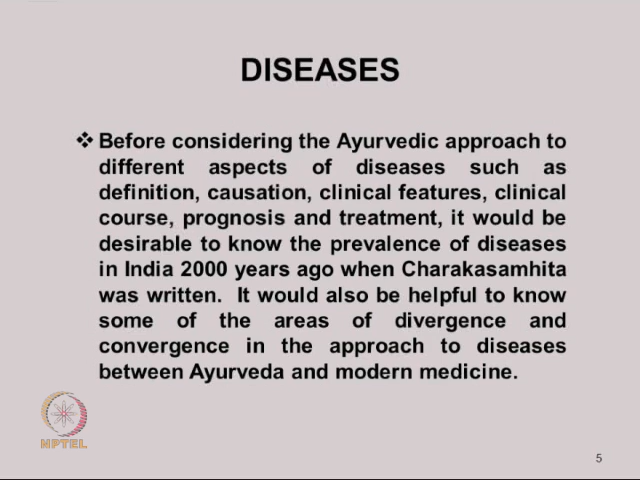 DISEASES
❖ Before considering the Ayurvedic approach to
different aspects of diseases such as
definition, causation, clinical features, clinical
course, prognosis and treatment, it would be
desirable to know the prevalence of diseases
in India 2000 years ago when Charakasamhita
was written. It would also be helpful to know
some of the areas of divergence and
convergence in the approach to diseases
between Ayurveda and modern medicine.
NPTEL
5